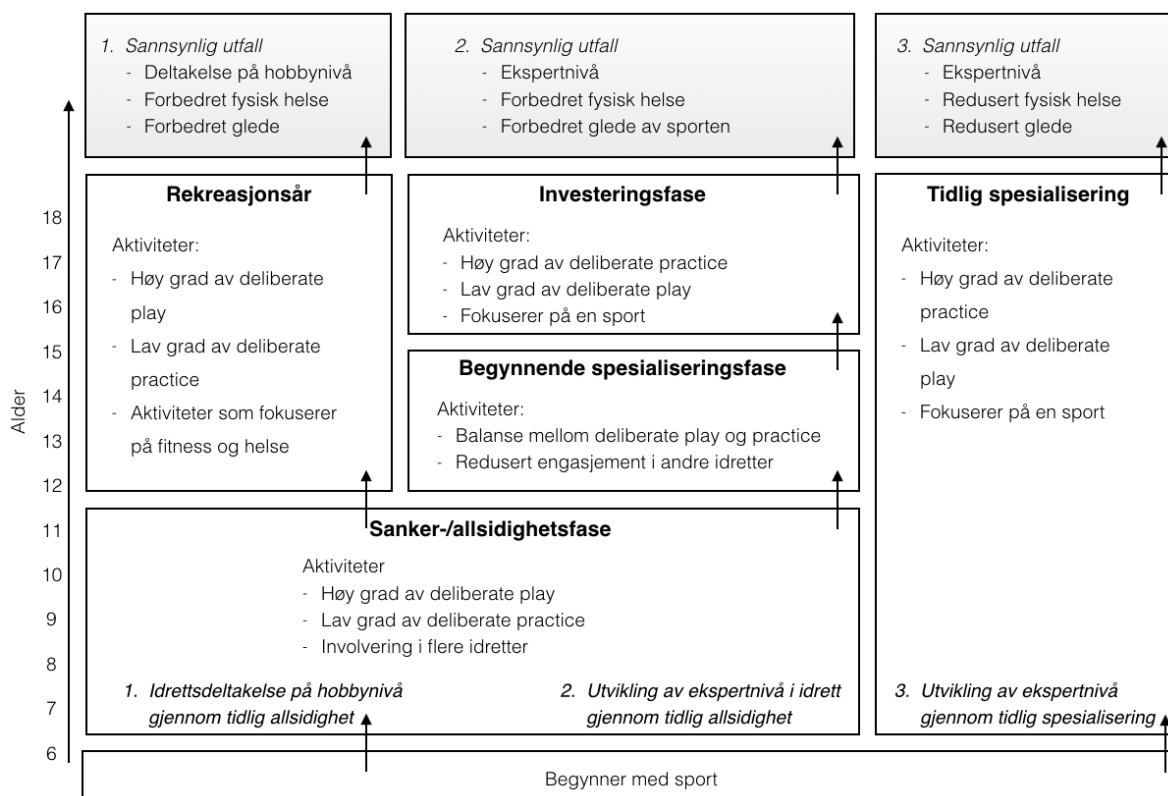 1. Sannsynlig utfall
- Deltakelse på hobbynivå
- Forbedret fysisk helse
- Forbedret glede
2. Sannsynlig utfall
- Ekspertnivå
- Forbedret fysisk helse
- Forbedret glede av sporten
3. Sannsynlig utfall
- Ekspertnivå
- Redusert fysisk helse
- Redusert glede
Rekreasjonsår
Aktiviteter:
- Høy grad av deliberate
play
- Lav grad av deliberate
practice
- Aktiviteter som fokuserer
på fitness og helse
Investeringsfase
Aktiviteter:
- Høy grad av deliberate practice
- Lav grad av deliberate play
- Fokuserer på en sport
Begynnende spesialiseringsfase
Aktiviteter:
- Balanse mellom deliberate play og practice
- Redusert engasjement i andre idretter
Tidlig spesialisering
Aktiviteter:
- Høy grad av deliberate
practice
- Lav grad av deliberate
play
- Fokuserer på en sport
Sanker-/allsidighetsfase
Aktiviteter
- Høy grad av deliberate play
- Lav grad av deliberate practice
- Involvering i flere idretter
1. Idrettsdeltakelse på hobbynivå
gjennom tidlig allsidighet
2. Utvikling av ekspertnivå i idrett
gjennom tidlig allsidighet
3. Utvikling av ekspertnivå
gjennom tidlig spesialisering
Begynner med sport
Alder
18
17
16
15
14
13
12
11
10
9
8
7
6